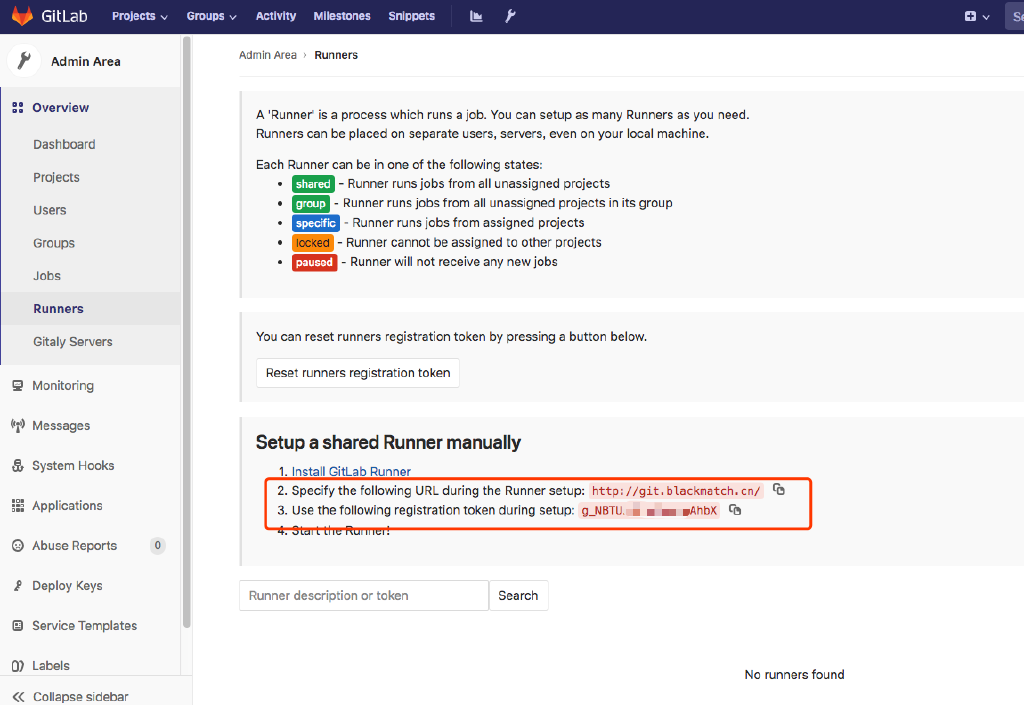 GitLab Projects Groups Activity Milestones Snippets
Admin Area
Admin Area › Runners
Overview
Dashboard
Projects
Users
Groups
Jobs
Runners
Gitaly Servers
Monitoring
Messages
System Hooks
Applications
Abuse Reports 0
Deploy Keys
Service Templates
Labels
Collapse sidebar
A 'Runner' is a process which runs a job. You can setup as many Runners as you need.
Runners can be placed on separate users, servers, even on your local machine.
Each Runner can be in one of the following states:
• shared - Runner runs jobs from all unassigned projects
• group - Runner runs jobs from all unassigned projects in its group
• specific - Runner runs jobs from assigned projects
• locked - Runner cannot be assigned to other projects
• paused - Runner will not receive any new jobs
You can reset runners registration token by pressing a button below.
Reset runners registration token
Setup a shared Runner manually
1. Install GitLab Runner
2. Specify the following URL during the Runner setup: http://git.blackmatch.cn/
3. Use the following registration token during setup: g_NBTU AhbX
4. Start the Runner!
Runner description or token Search
No runners found